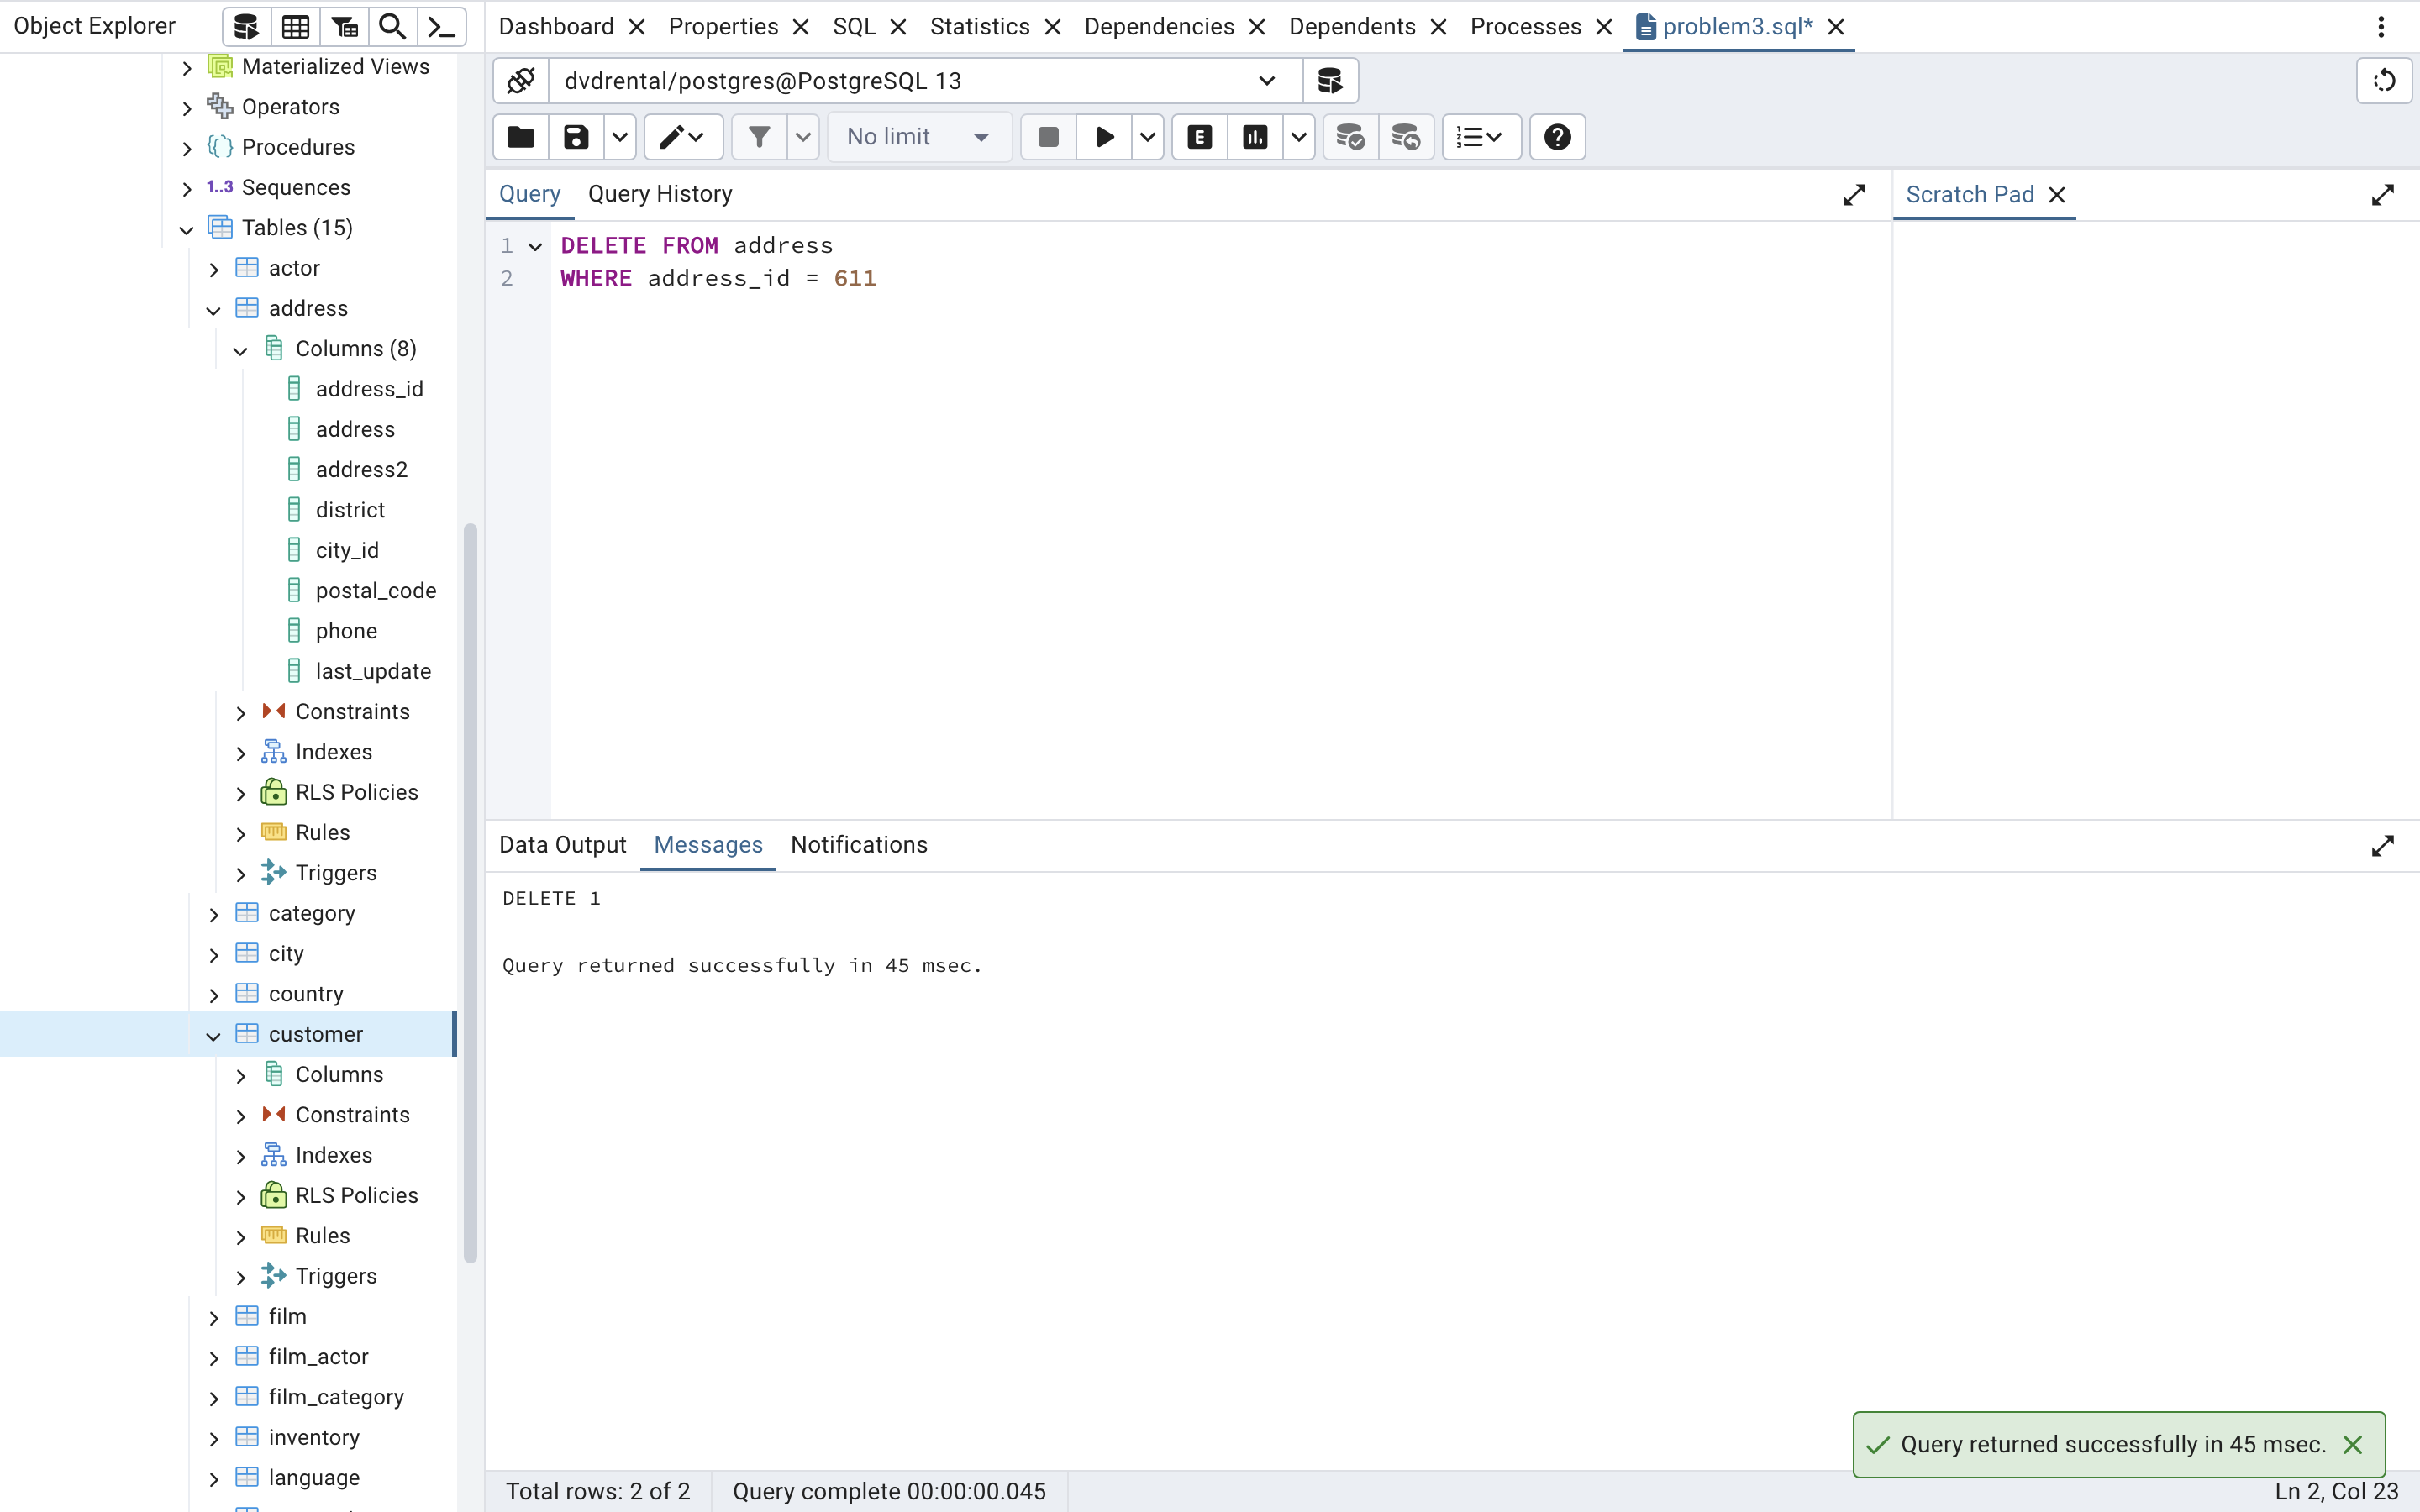 Object Explorer
Dashboard Properties SQL Statistics Dependencies Dependents Processes problem3.sql*
Materialized Views
Operators
Procedures
1..3 Sequences
Tables (15)
actor
address
Columns (8)
address_id
address
address2
district
city_id
postal_code
phone
last_update
Constraints
Indexes
RLS Policies
Rules
Triggers
category
city
country
customer
Columns
Constraints
Indexes
RLS Policies
Rules
Triggers
film
film_actor
film_category
inventory
language
dvdrental/postgres@PostgreSQL 13
No limit
E
Query Query History
Scratch Pad
1 DELETE FROM address
2 WHERE address_id = 611
Data Output Messages Notifications
DELETE 1
Query returned successfully in 45 msec.
Query returned successfully in 45 msec.
Total rows: 2 of 2 Query complete 00:00:00.045 Ln 2, Col 23